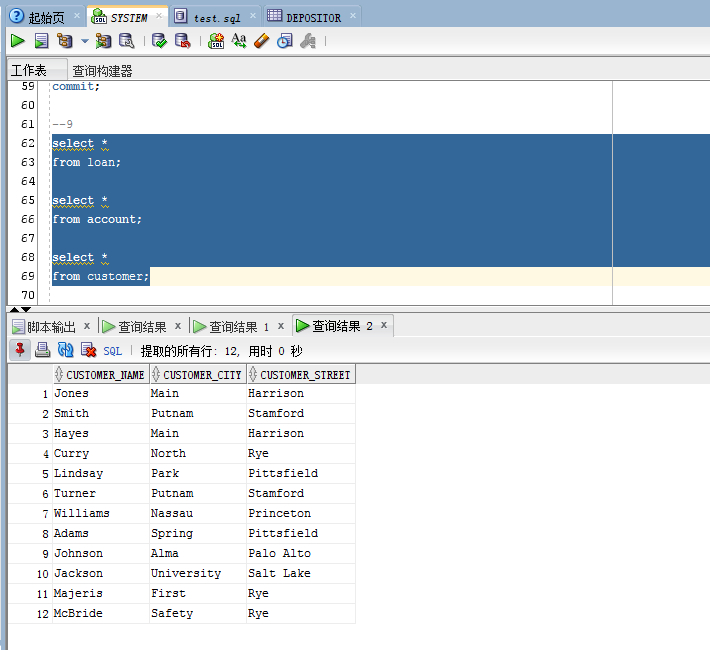 起始页 × SYSTEM × test.sql × DEPOSITOR ×
工作表 查询构建器
59 commit;
60
61 --9
62 select *
63 from loan;
64
65 select *
66 from account;
67
68 select *
69 from customer;
70
脚本输出 × 查询结果 × 查询结果 1 × 查询结果 2 ×
SQL | 提取的所有行: 12, 用时 0 秒
CUSTOMER_NAME CUSTOMER_CITY CUSTOMER_STREET
1 Jones Main Harrison
2 Smith Putnam Stamford
3 Hayes Main Harrison
4 Curry North Rye
5 Lindsay Park Pittsfield
6 Turner Putnam Stamford
7 Williams Nassau Princeton
8 Adams Spring Pittsfield
9 Johnson Alma Palo Alto
10 Jackson University Salt Lake
11 Majeris First Rye
12 McBride Safety Rye